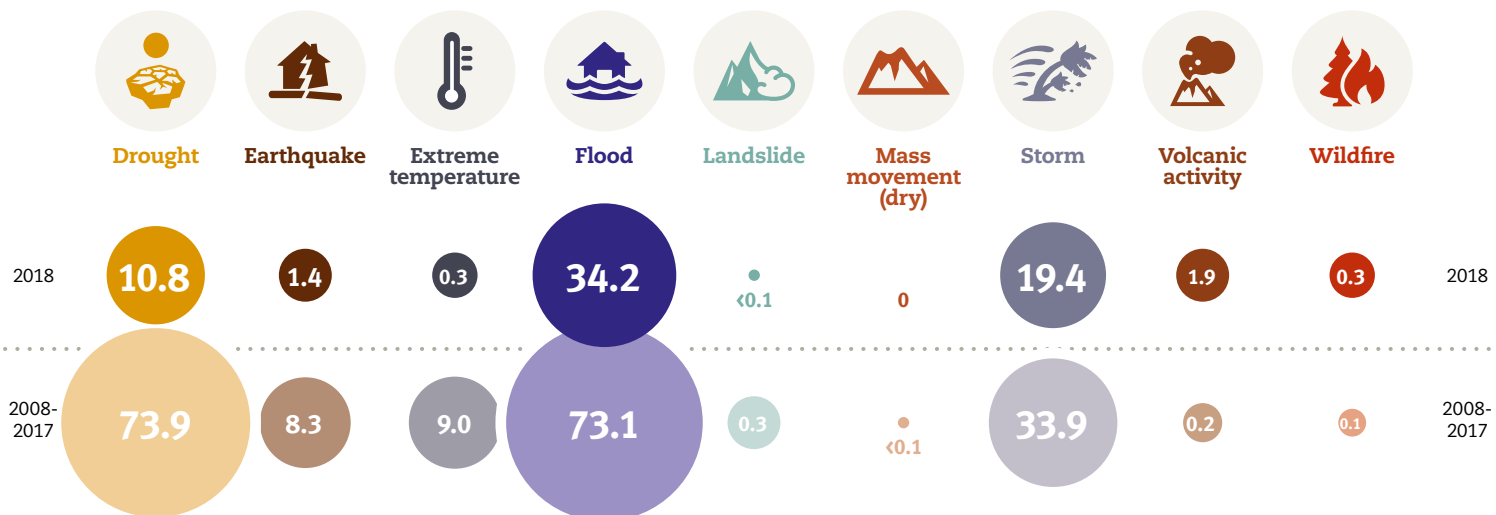 Drought
Earthquake
Extreme
temperature
Flood
Landslide
Mass
movement
(dry)
Storm
Volcanic
activity
Wildfire
2018
10.8
1.4
0.3
34.2
<0.1
0
19.4
1.9
0.3
2018
2008-
2017
73.9
8.3
9.0
73.1
0.3
<0.1
33.9
0.2
0.1
2008-
2017